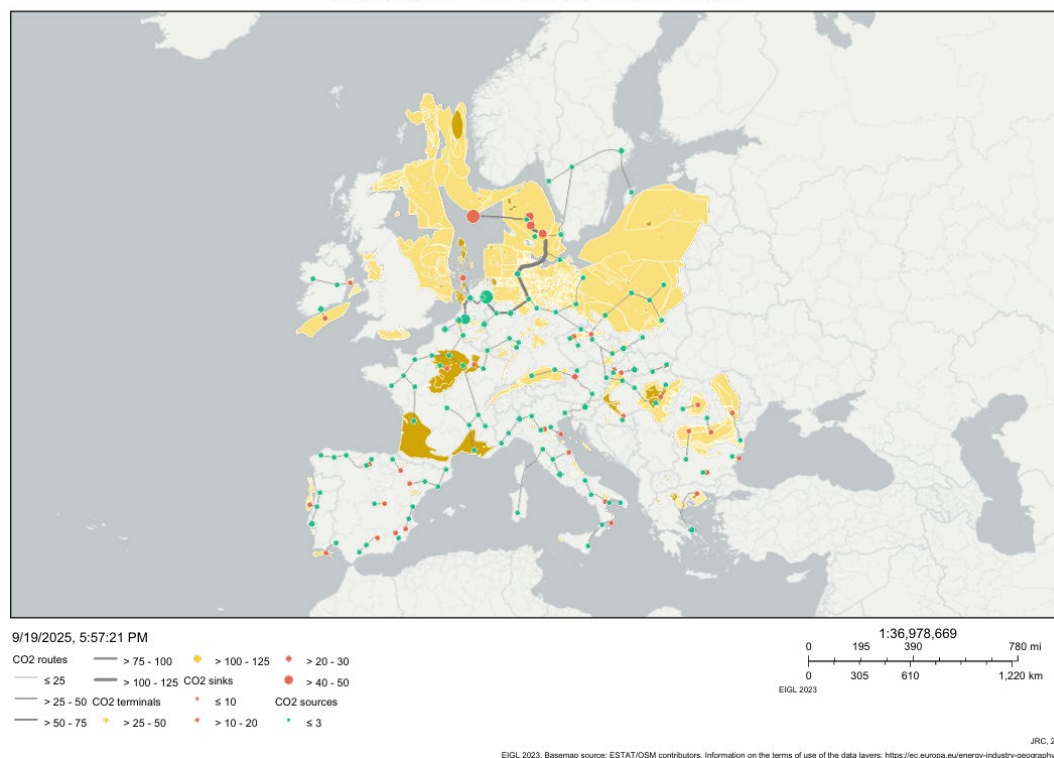 9/19/2025, 5:57:21 PM
1:36,978,669
0 195 390 780 mi
0 305 610 1,220 km
EIGL 2023
CO2 routes > 75 - 100 > 100 - 125 > 20 - 30
≤ 25 > 100 - 125 CO2 sinks > 40 - 50
> 25 - 50 CO2 terminals ≤ 10 CO2 sources
> 50 - 75 > 25 - 50 > 10 - 20 ≤ 3
JRC, 2
EIGL 2023. Basemap source: ESTAT/OSM contributors. Information on the terms of use of the data layers: https://ec.europa.eu/energy-industry-geography